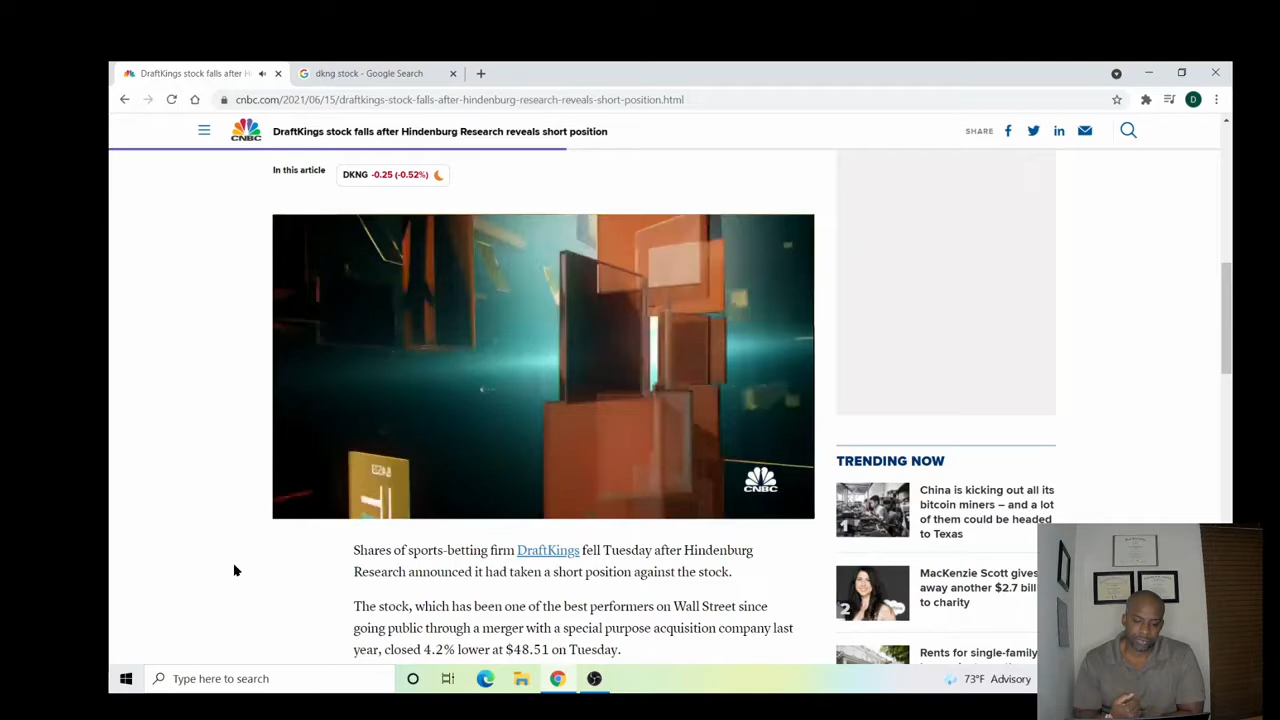 DraftKings stock falls after H
dkng stock - Google Search
cnbc.com/2021/06/15/draftkings-stock-falls-after-hindenburg-research-reveals-short-position.html
D
CNBC
DraftKings stock falls after Hindenburg Research reveals short position
SHARE
In this article
DKNG -0.25 (-0.52%)
CNBC
TRENDING NOW
1
China is kicking out all its
bitcoin miners – and a lot
of them could be headed
to Texas
Shares of sports-betting firm DraftKings fell Tuesday after Hindenburg
Research announced it had taken a short position against the stock.
2
MacKenzie Scott gives
away another $2.7 bill
to charity
The stock, which has been one of the best performers on Wall Street since
going public through a merger with a special purpose acquisition company last
year, closed 4.2% lower at $48.51 on Tuesday.
Rents for single-family
Type here to search
73°F Advisory